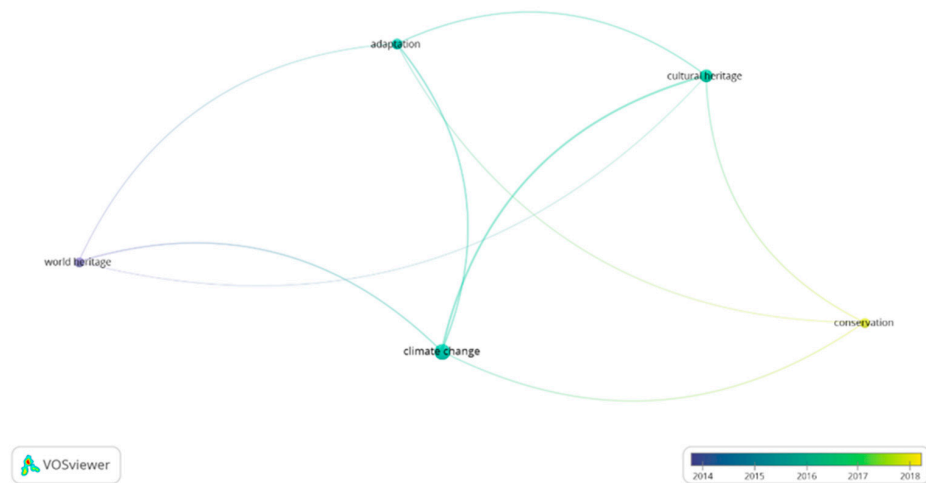 adaptation
cultural heritage
world heritage
conservation
climate change
VOSviewer
2014 2015 2016 2017 2018